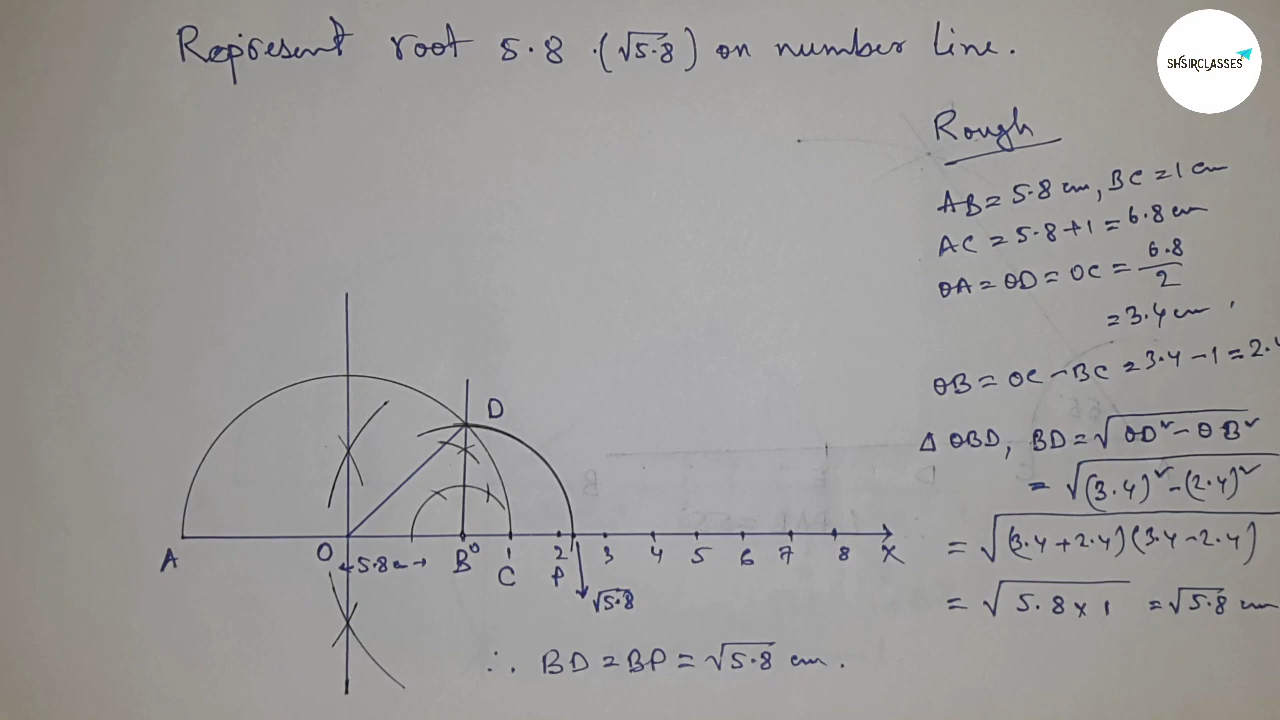 Represent root 5.8 (√5.8) on number line.
SHSIRCLASSES
Rough
AB = 5.8 cm, BC = 1 cm
AC = 5.8 + 1 = 6.8 cm
OA = OD = OC = 6.8/2
= 3.4 cm
OB = OC - BC = 3.4 - 1 = 2.4
Δ OBD, BD = √OD² - OB²
= √(3.4)² - (2.4)²
= √(3.4 + 2.4)(3.4 - 2.4)
= √5.8 × 1 = √5.8 cm
D
A O B 0 1 2 3 4 5 6 7 8 X
5.8 cm C P
√5.8
∴ BD = BP = √5.8 cm.